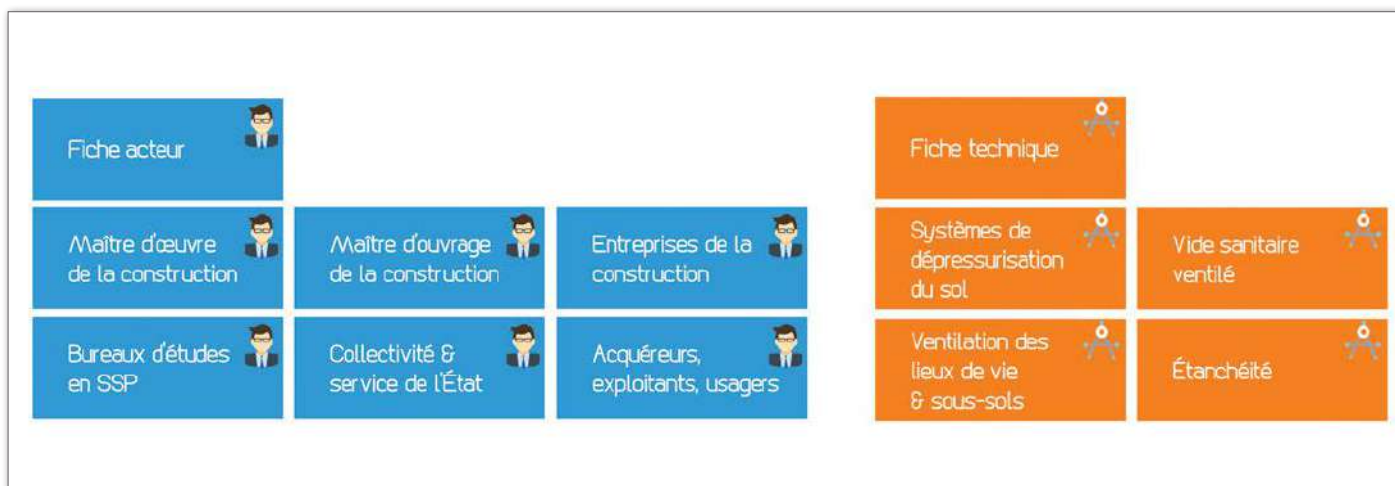 Fiche acteur
Maître d'œuvre
de la construction
Maître d'ouvrage
de la construction
Entreprises de la
construction
Bureaux d'études
en SSP
Collectivité &
service de l'État
Acquéreurs,
exploitants, usagers
Fiche technique
Systèmes de
dépressurisation
du sol
Vide sanitaire
ventilé
Ventilation des
lieux de vie
& sous-sols
Étanchéité